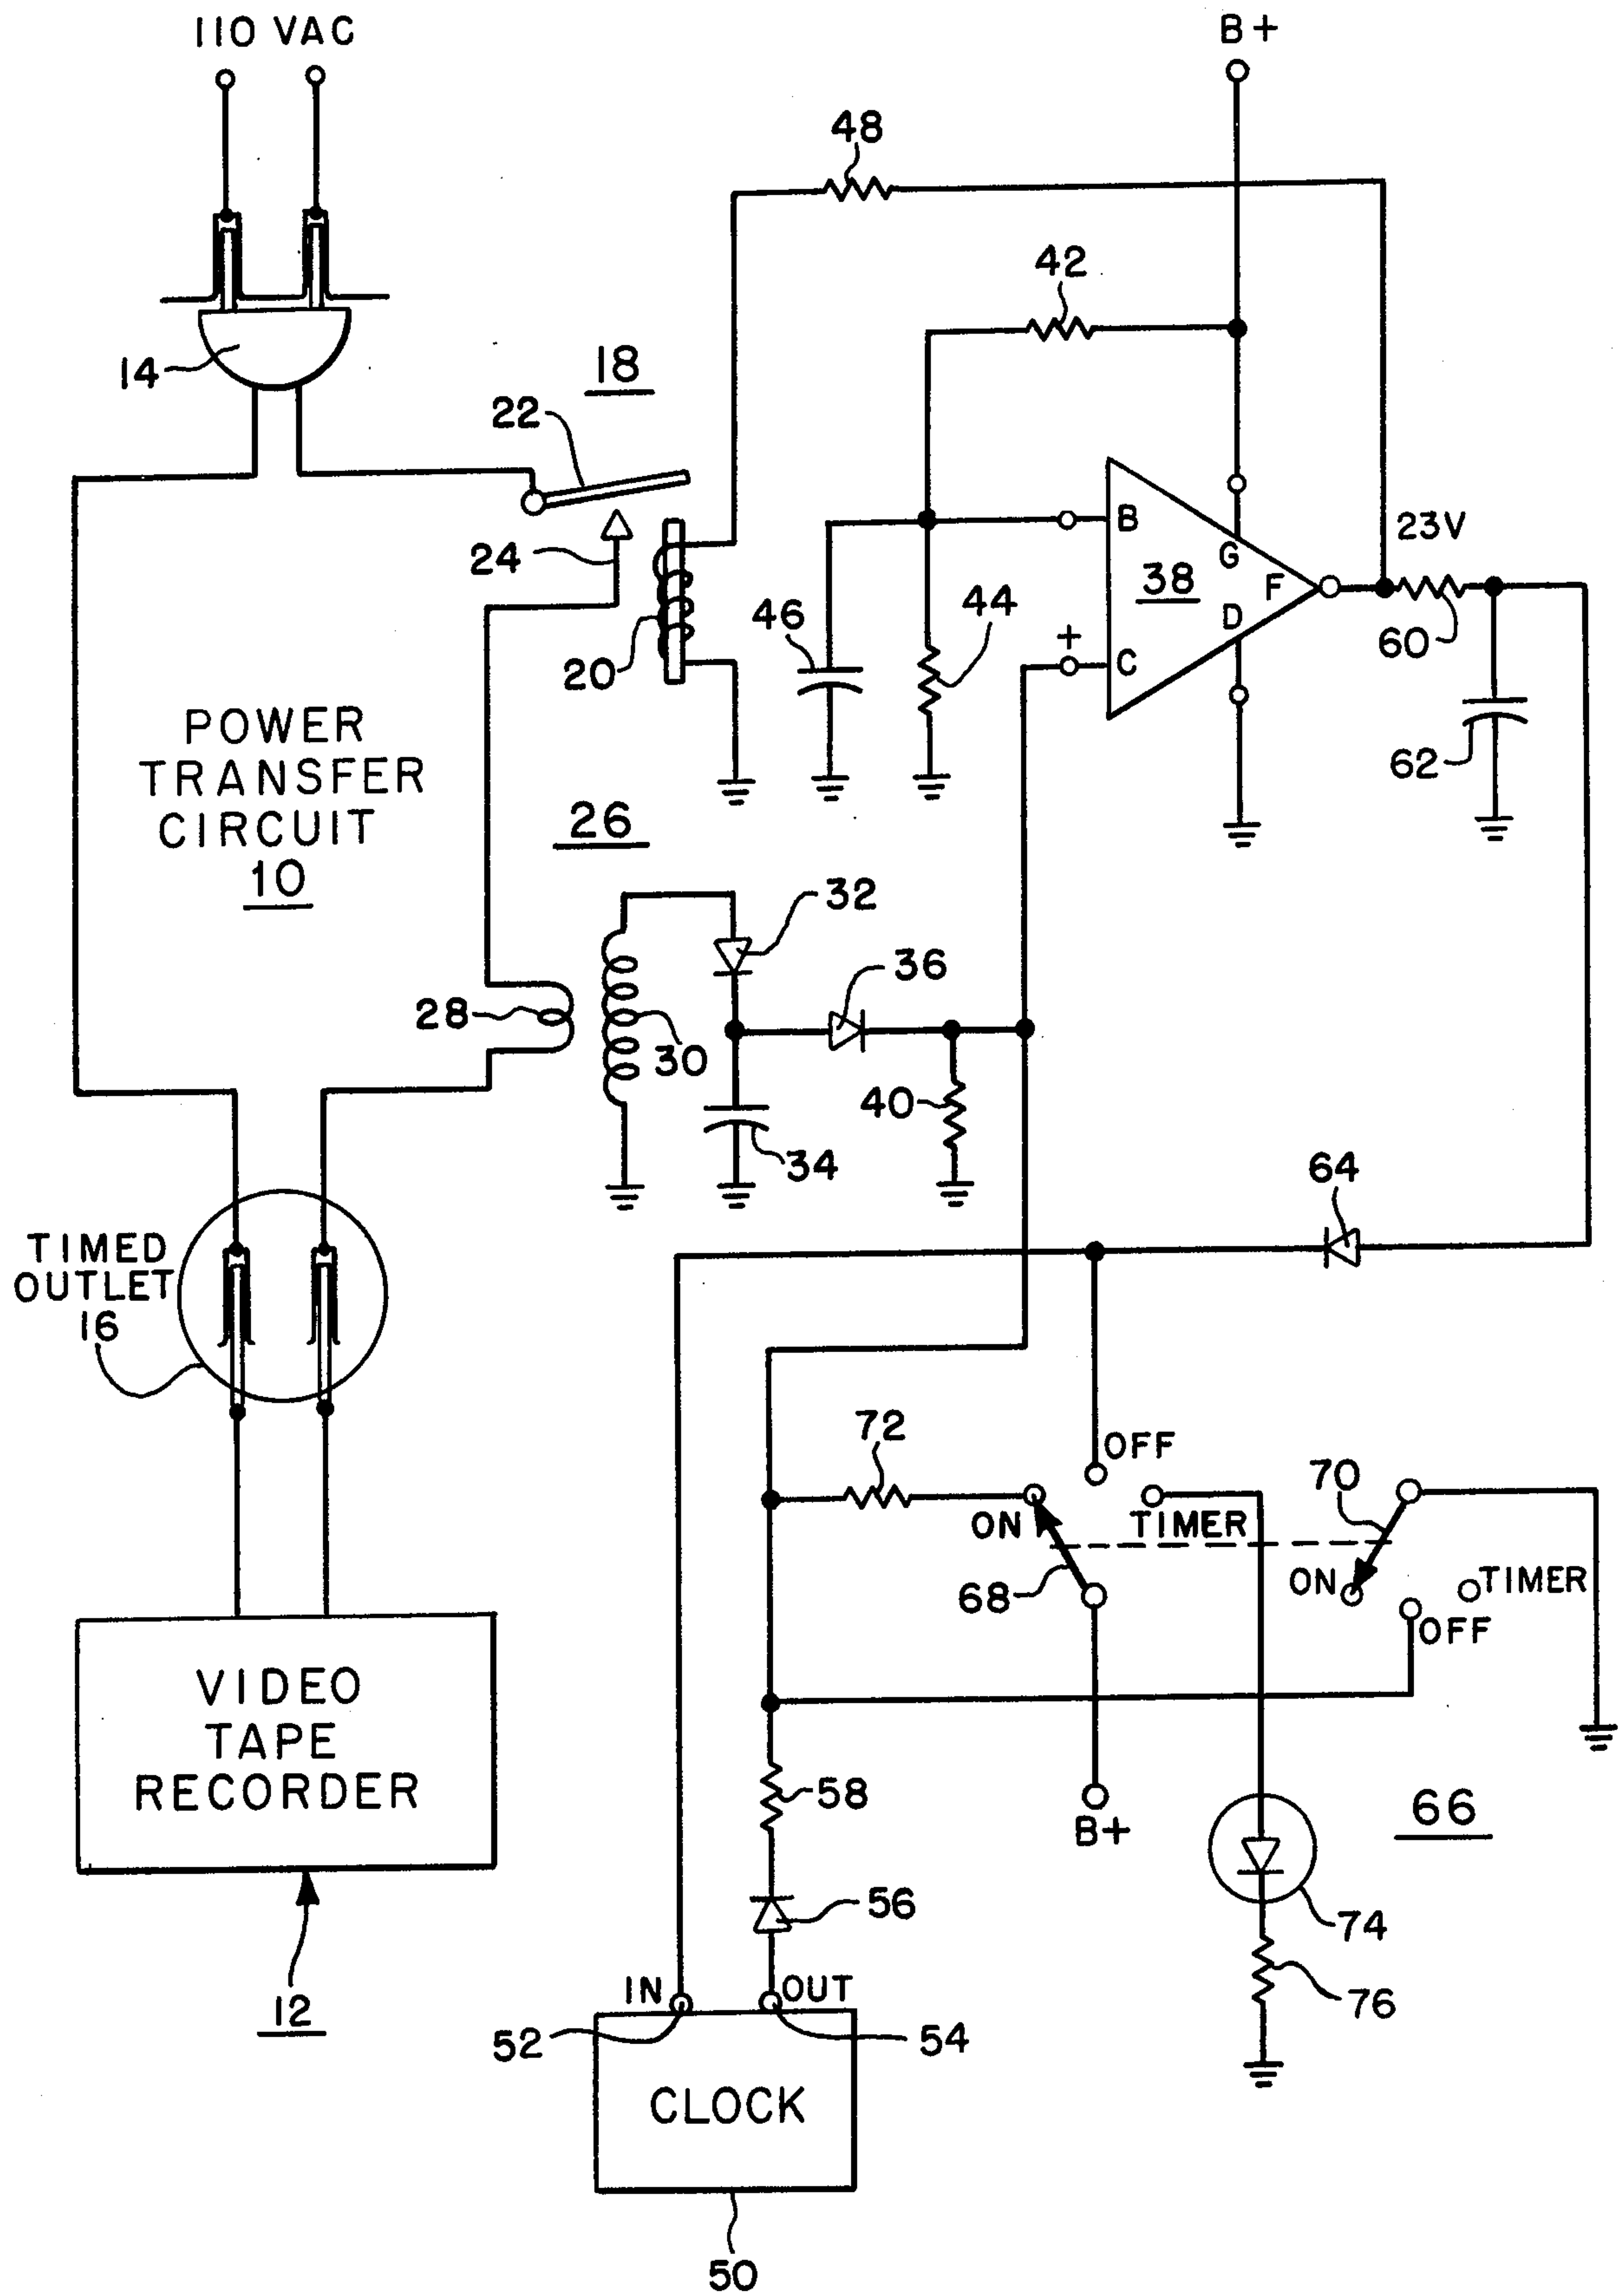 110 VAC
B+
48
42
14
18
22
24
20
46
44
B
C
+
38
G
F
D
23V
60
62
POWER
TRANSFER
CIRCUIT
10
26
32
36
28
30
40
34
64
TIMED
OUTLET
16
72
OFF
ON
TIMER
70
68
ON
TIMER
OFF
VIDEO
TAPE
RECORDER
58
B+
66
56
74
12
IN
OUT
76
52
54
CLOCK
50